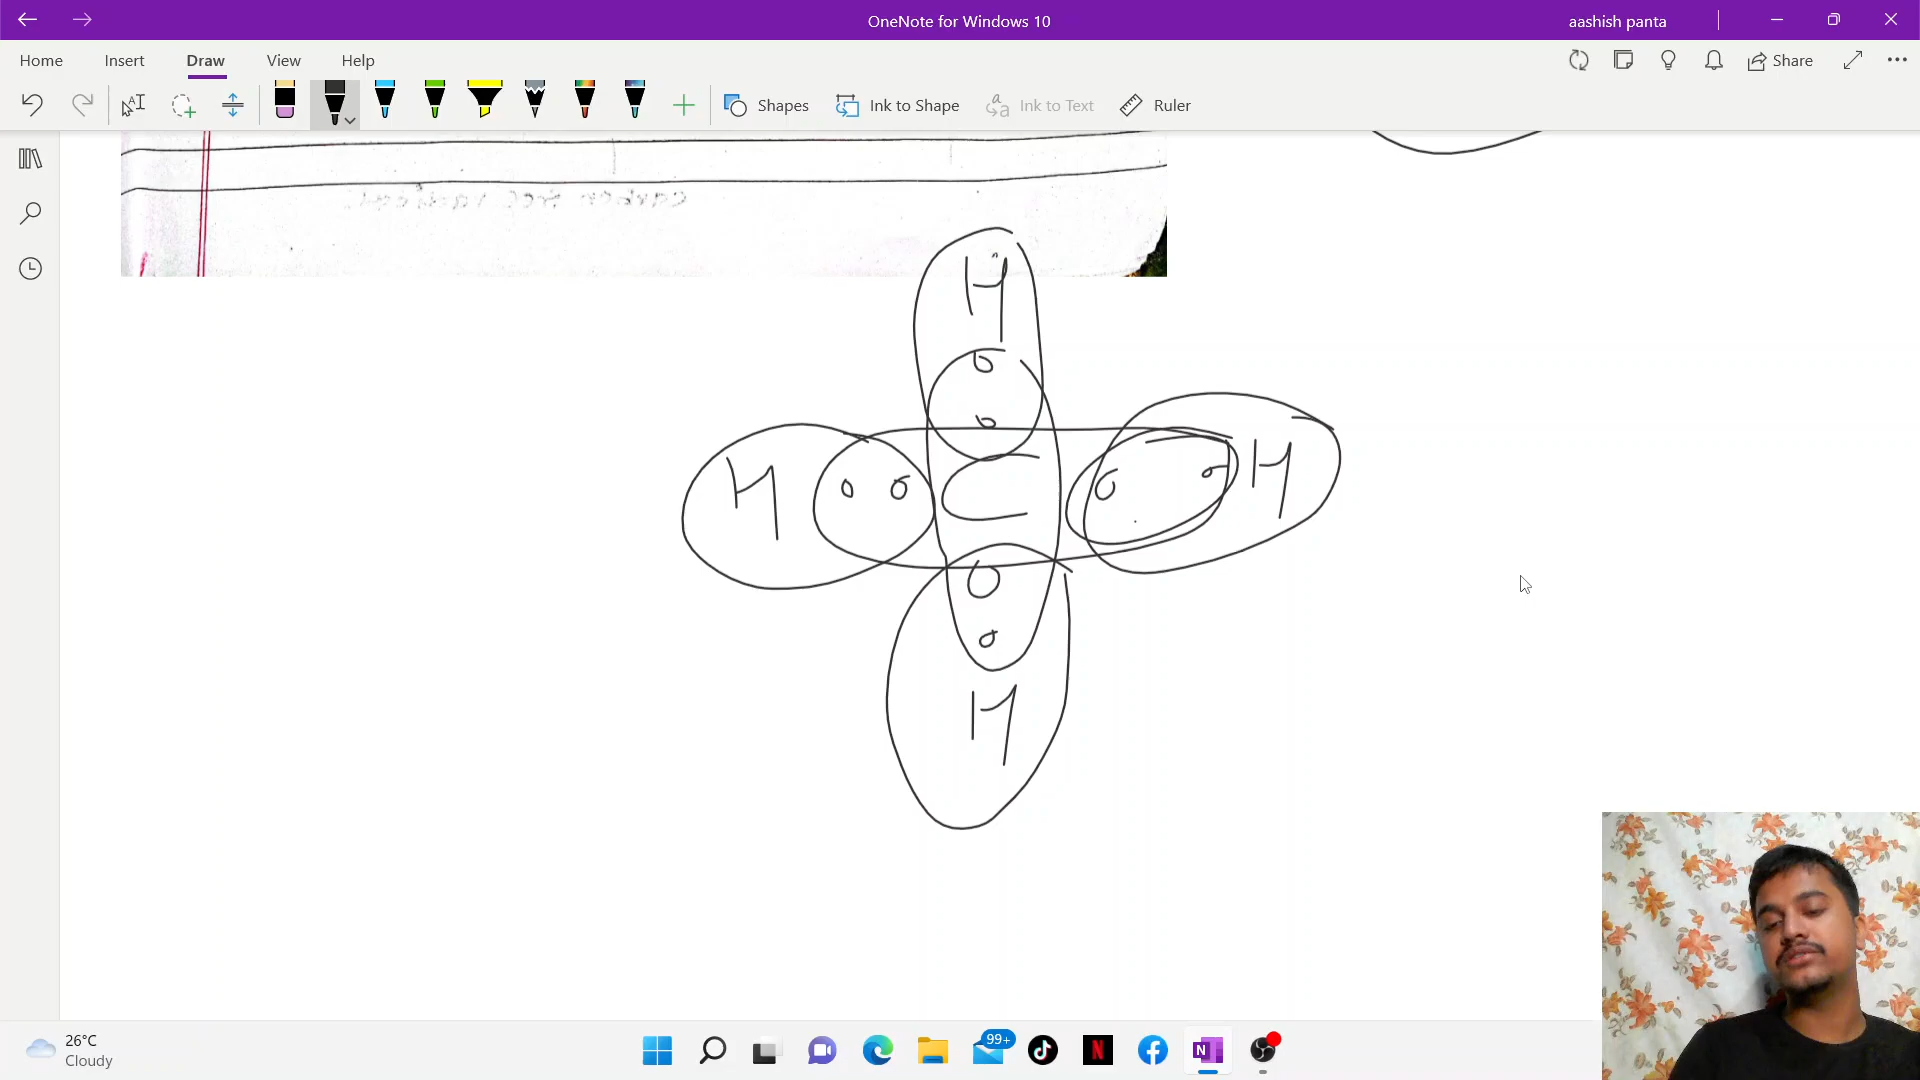 OneNote for Windows 10
aashish panta
Home Insert Draw View Help
Share
Shapes Ink to Shape Ink to Text Ruler
H
H C H
H
99+
26°C
Cloudy
N
N